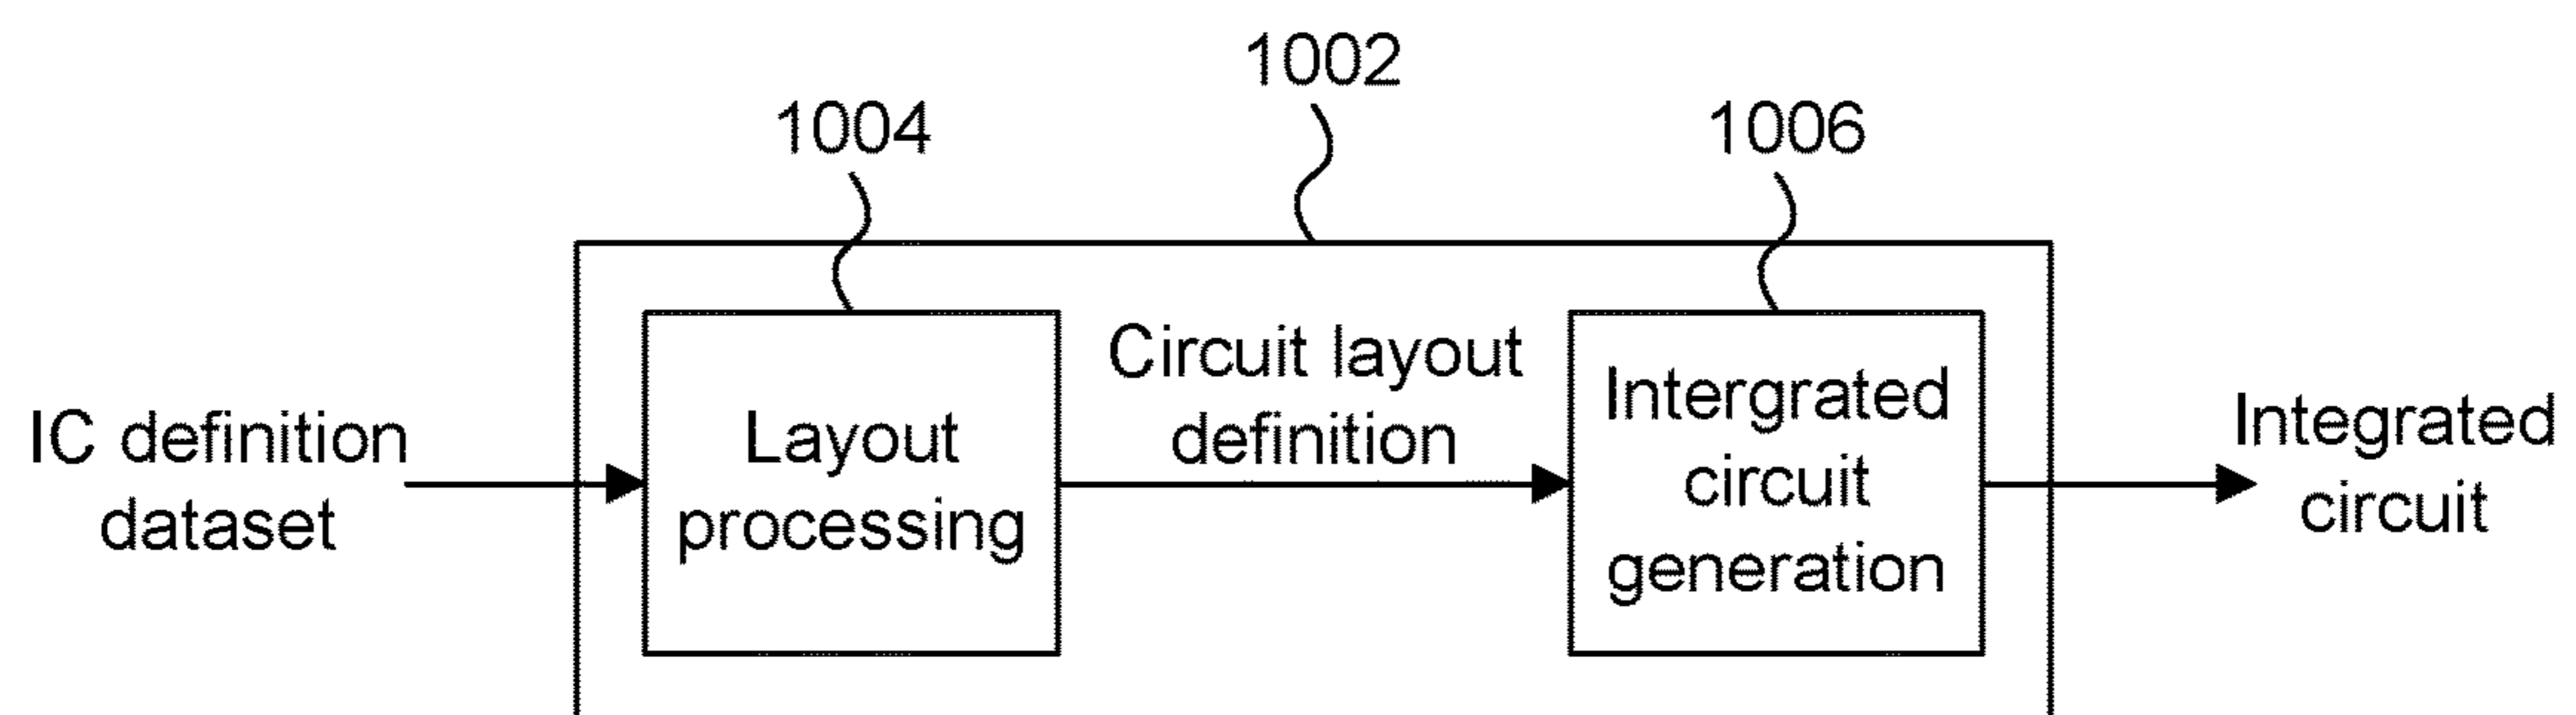 1002
1004
1006
IC definition
dataset
Layout
processing
Circuit layout
definition
Intergrated
circuit
generation
Integrated
circuit